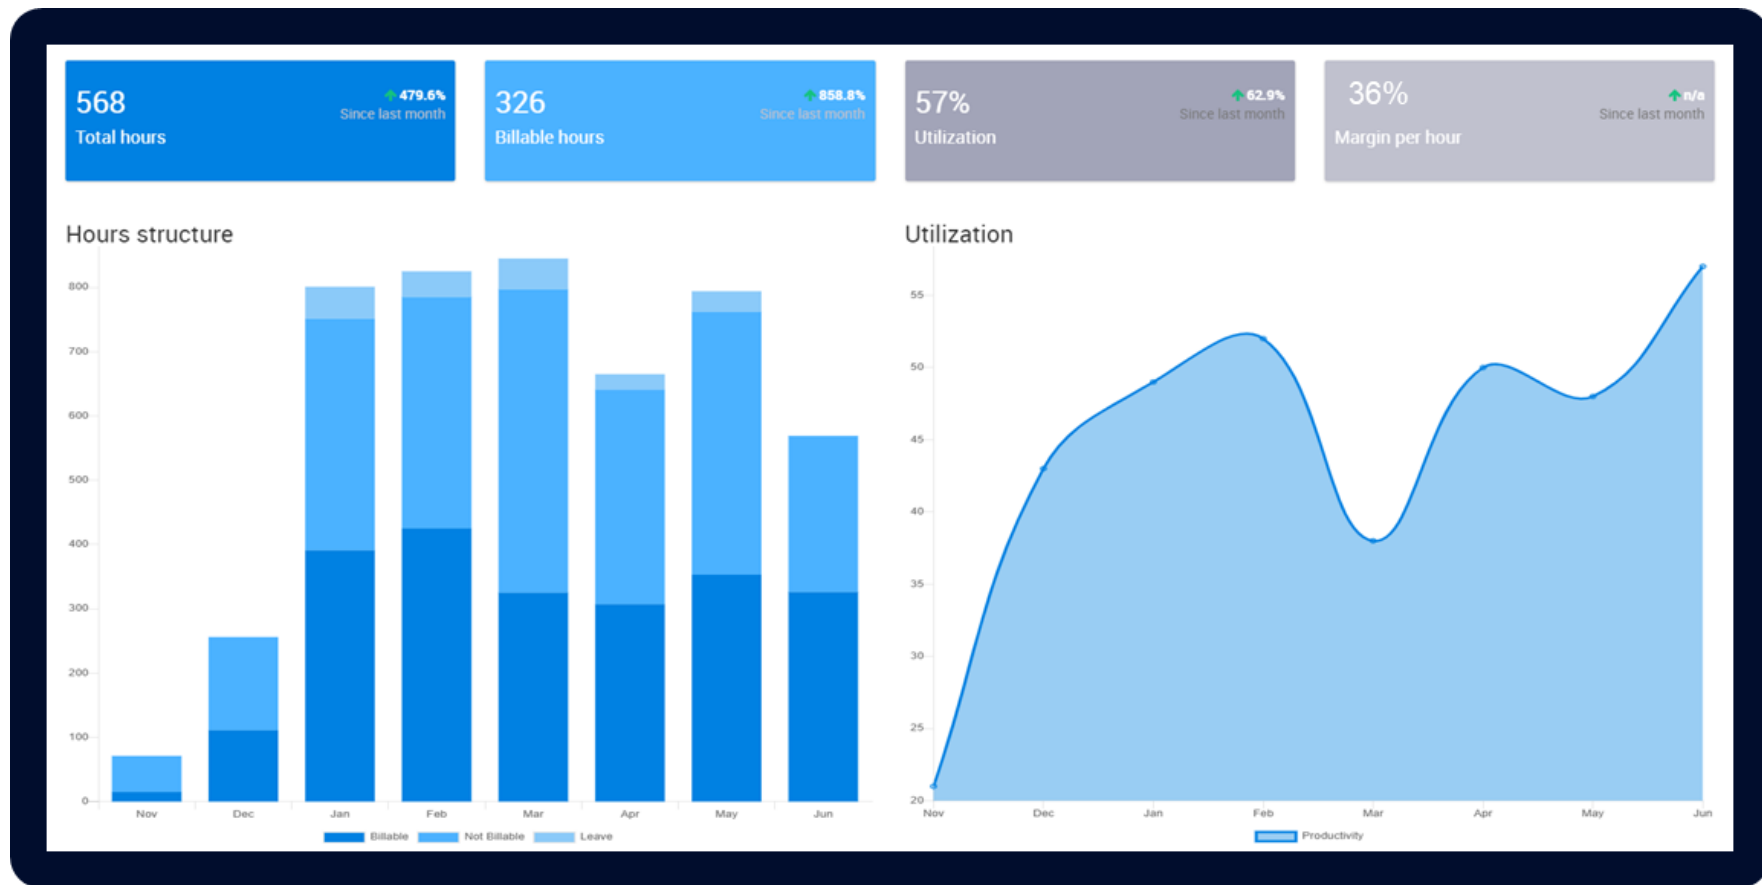 568
479.6%
Since last month
Total hours
326
858.8%
Since last month
Billable hours
57%
62.9%
Since last month
Utilization
36%
n/a
Since last month
Margin per hour
Hours structure
800
700
600
500
400
300
200
100
0
Nov Dec Jan Feb Mar Apr May Jun
Billable Not Billable Leave
Utilization
55
50
45
40
35
30
25
20
Nov Dec Jan Feb Mar Apr May Jun
Productivity